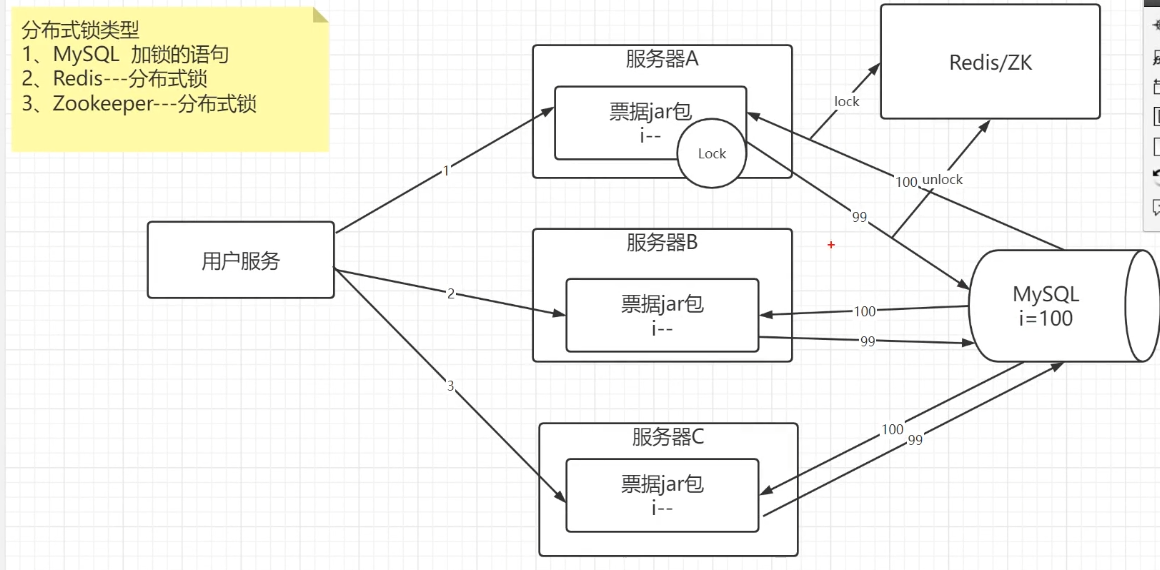 分布式锁类型
1、MySQL 加锁的语句
2、Redis---分布式锁
3、Zookeeper---分布式锁
服务器A
票据jar包
i--
Lock
Redis/ZK
lock
unlock
1
100
99
用户服务
服务器B
票据jar包
i--
2
100
99
MySQL
i=100
3
服务器C
票据jar包
i--
100
99